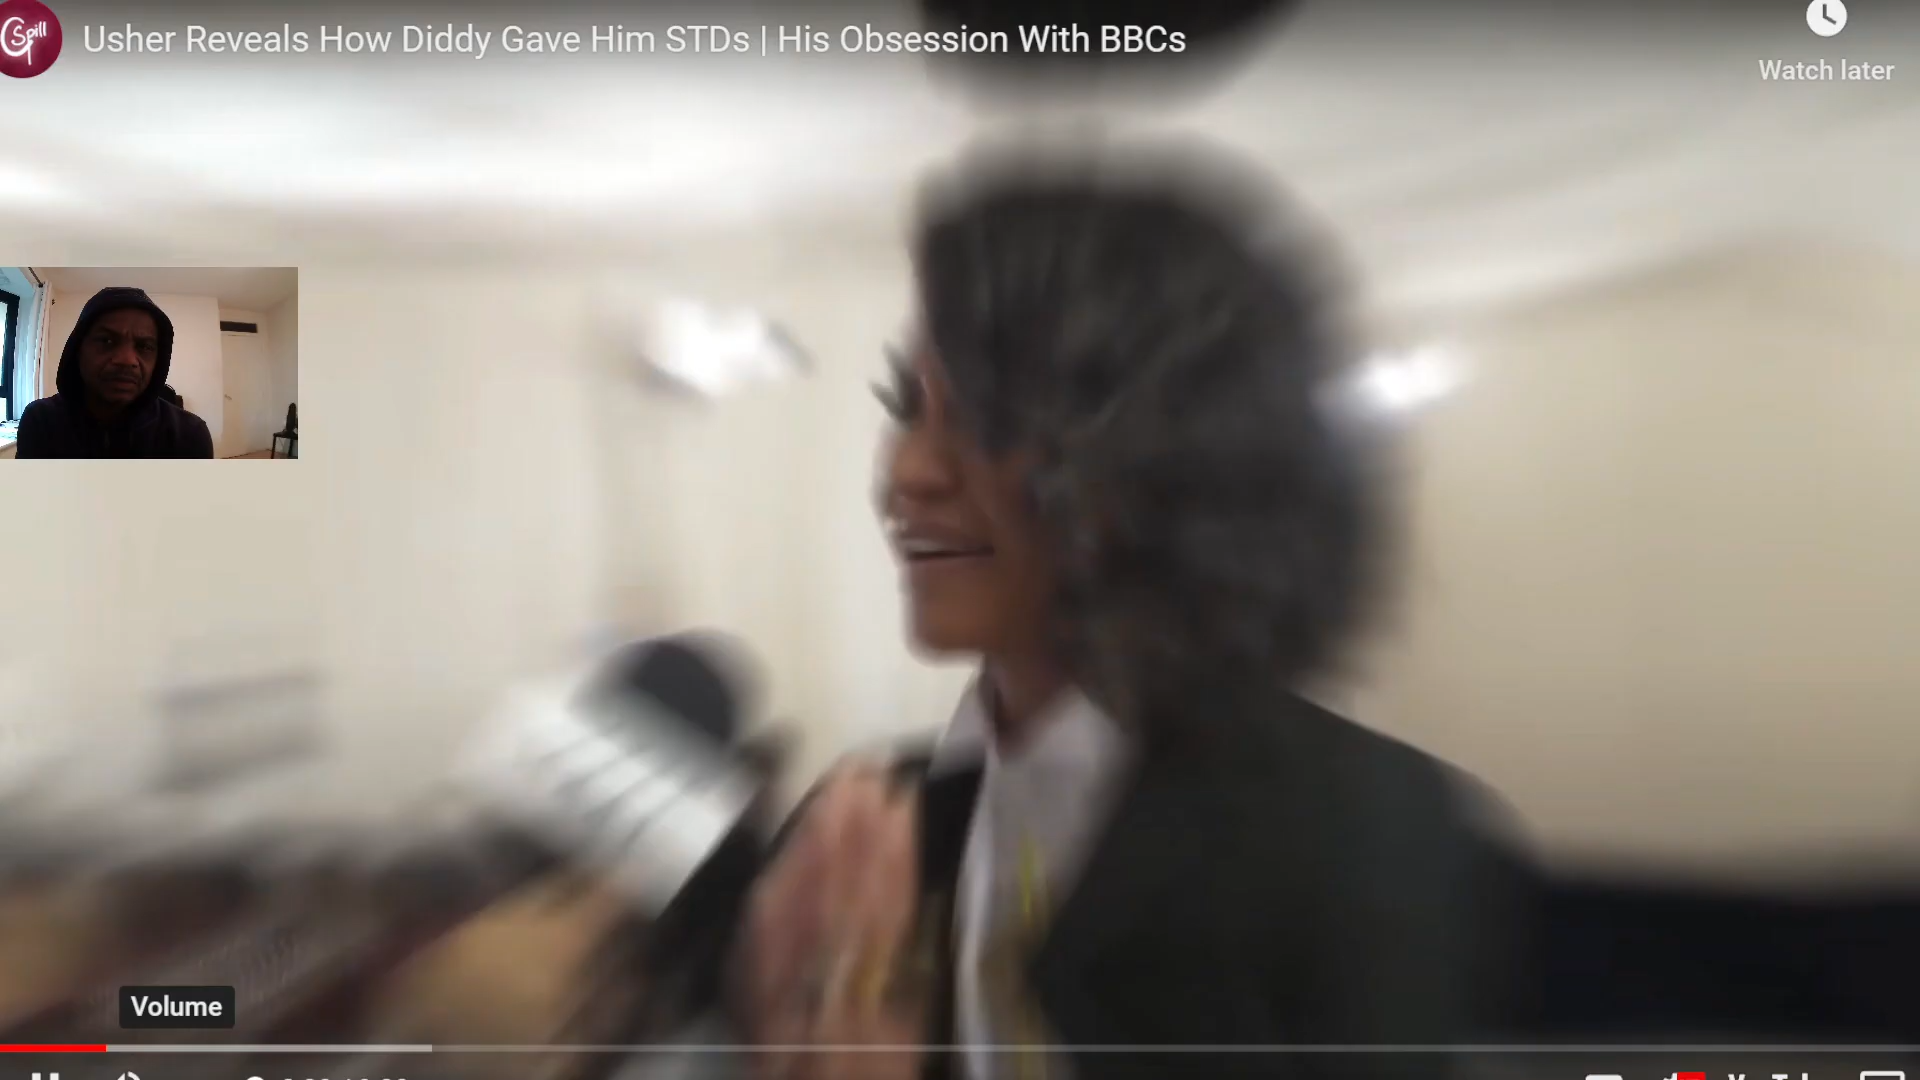 Spill
Usher Reveals How Diddy Gave Him STDs | His Obsession With BBCs
Watch later
Volume